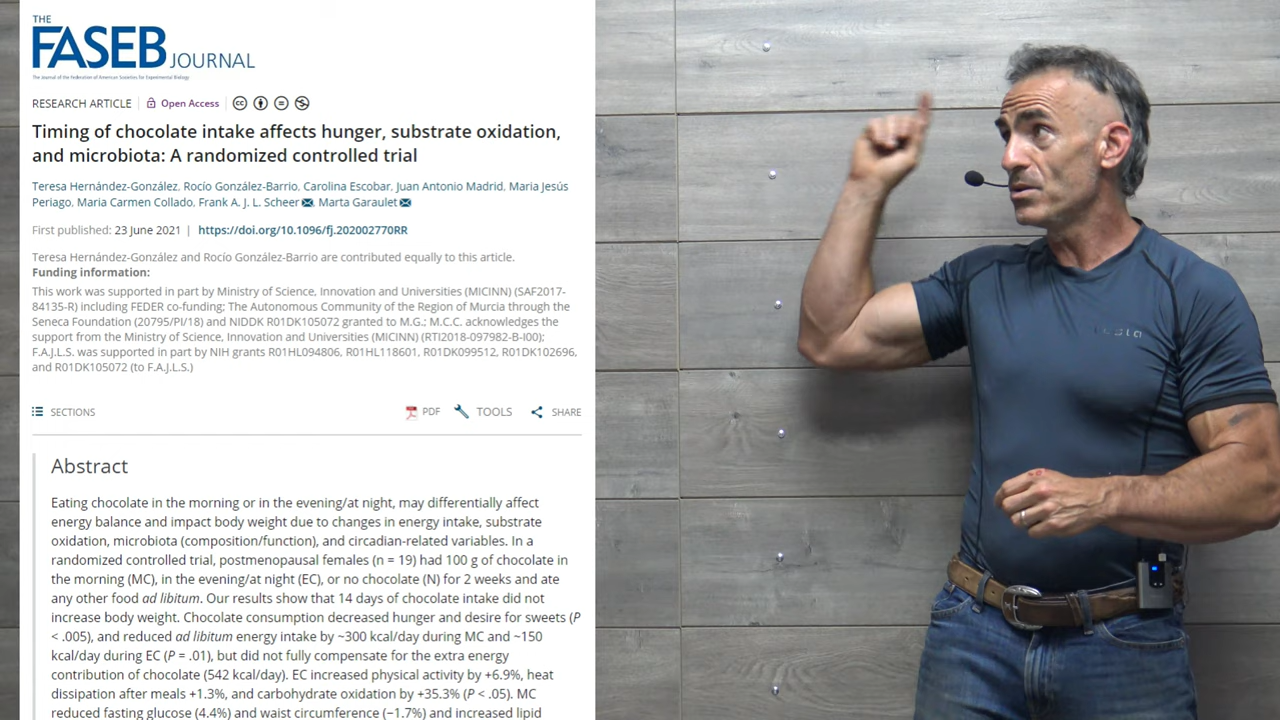 THE
FASEB JOURNAL
The Journal of the Federation of American Societies for Experimental Biology
RESEARCH ARTICLE Open Access
Timing of chocolate intake affects hunger, substrate oxidation,
and microbiota: A randomized controlled trial
Teresa Hernández-González, Rocío González-Barrio, Carolina Escobar, Juan Antonio Madrid, Maria Jesús
Periago, Maria Carmen Collado, Frank A. J. L. Scheer, Marta Garaulet
First published: 23 June 2021 | https://doi.org/10.1096/fj.202002770RR
Teresa Hernández-González and Rocío González-Barrio are contributed equally to this article.
Funding information:
This work was supported in part by Ministry of Science, Innovation and Universities (MICINN) (SAF2017-
84135-R) including FEDER co-funding; The Autonomous Community of the Region of Murcia through the
Seneca Foundation (20795/PI/18) and NIDDK R01DK105072 granted to M.G.; M.C.C. acknowledges the
support from the Ministry of Science, Innovation and Universities (MICINN) (RTI2018-097982-B-I00);
F.A.J.L.S. was supported in part by NIH grants R01HL094806, R01HL118601, R01DK099512, R01DK102696,
and R01DK105072 (to F.A.J.L.S.)
SECTIONS PDF TOOLS SHARE
Abstract
Eating chocolate in the morning or in the evening/at night, may differentially affect
energy balance and impact body weight due to changes in energy intake, substrate
oxidation, microbiota (composition/function), and circadian-related variables. In a
randomized controlled trial, postmenopausal females (n = 19) had 100 g of chocolate in
the morning (MC), in the evening/at night (EC), or no chocolate (N) for 2 weeks and ate
any other food ad libitum. Our results show that 14 days of chocolate intake did not
increase body weight. Chocolate consumption decreased hunger and desire for sweets (P
< .005), and reduced ad libitum energy intake by ~300 kcal/day during MC and ~150
kcal/day during EC (P = .01), but did not fully compensate for the extra energy
contribution of chocolate (542 kcal/day). EC increased physical activity by +6.9%, heat
dissipation after meals +1.3%, and carbohydrate oxidation by +35.3% (P < .05). MC
reduced fasting glucose (4.4%) and waist circumference (−1.7%) and increased lipid